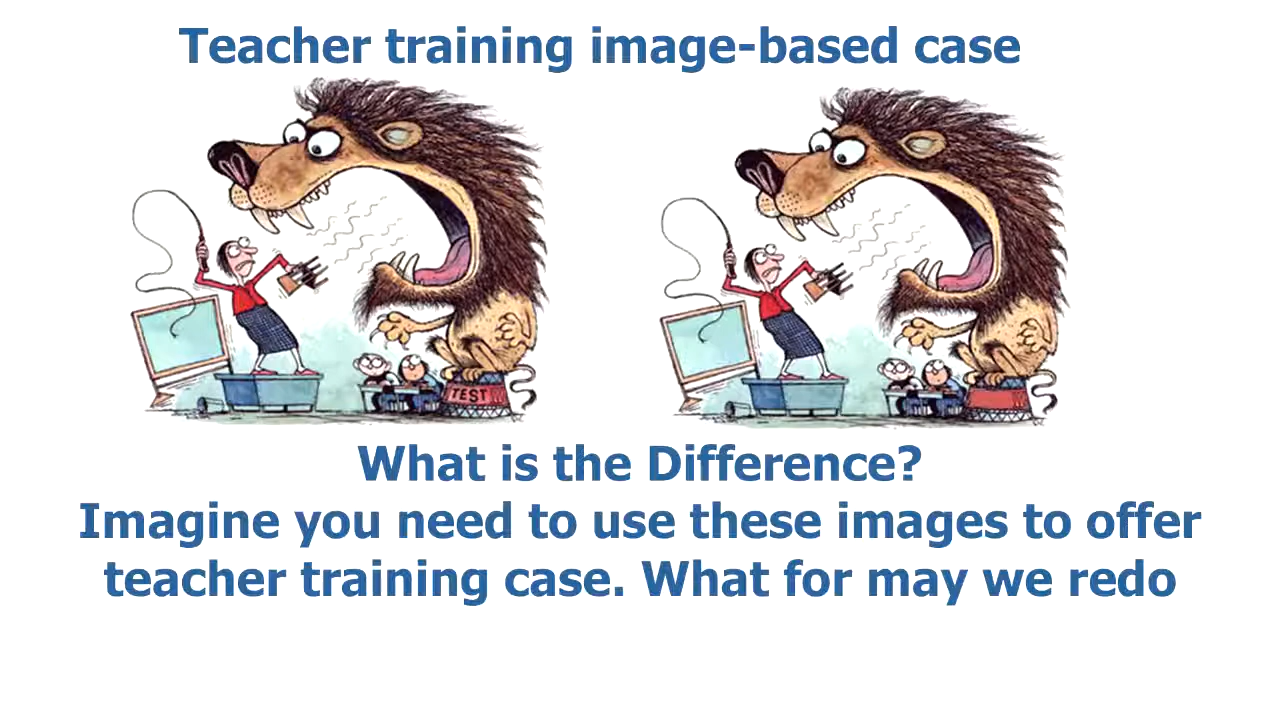 Teacher training image-based case
TEST
What is the Difference?
Imagine you need to use these images to offer
teacher training case. What for may we redo